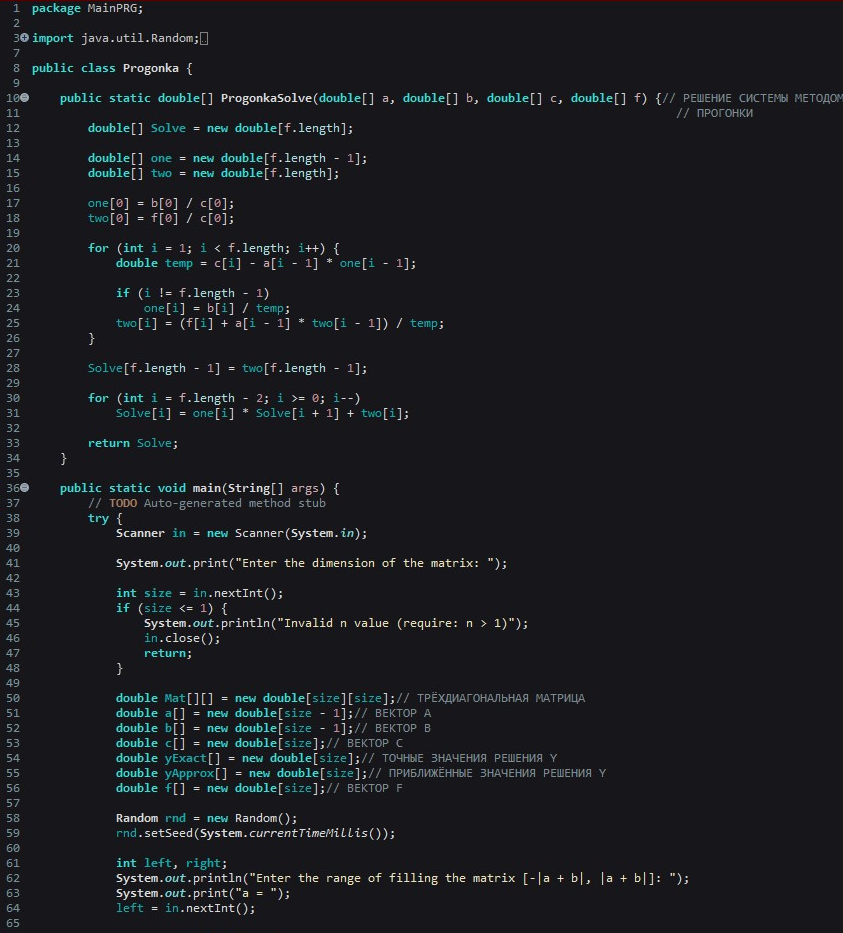 1 package MainPRG;
2
3 import java.util.Random;
7
8 public class Progonka {
9
10 public static double[] ProgonkaSolve(double[] a, double[] b, double[] c, double[] f) {// РЕШЕНИЕ СИСТЕМЫ МЕТОДОМ
11 // ПРОГОНКИ
12 double[] Solve = new double[f.length];
13
14 double[] one = new double[f.length - 1];
15 double[] two = new double[f.length];
16
17 one[0] = b[0] / c[0];
18 two[0] = f[0] / c[0];
19
20 for (int i = 1; i < f.length; i++) {
21 double temp = c[i] - a[i - 1] * one[i - 1];
22
23 if (i != f.length - 1)
24 one[i] = b[i] / temp;
25 two[i] = (f[i] + a[i - 1] * two[i - 1]) / temp;
26 }
27
28 Solve[f.length - 1] = two[f.length - 1];
29
30 for (int i = f.length - 2; i >= 0; i--)
31 Solve[i] = one[i] * Solve[i + 1] + two[i];
32
33 return Solve;
34 }
35
36 public static void main(String[] args) {
37 // TODO Auto-generated method stub
38 try {
39 Scanner in = new Scanner(System.in);
40
41 System.out.print("Enter the dimension of the matrix: ");
42
43 int size = in.nextInt();
44 if (size <= 1) {
45 System.out.println("Invalid n value (require: n > 1)");
46 in.close();
47 return;
48 }
49
50 double Mat[][] = new double[size][size];// ТРЁХДИАГОНАЛЬНАЯ МАТРИЦА
51 double a[] = new double[size - 1];// ВЕКТОР A
52 double b[] = new double[size - 1];// ВЕКТОР B
53 double c[] = new double[size];// ВЕКТОР C
54 double yExact[] = new double[size];// ТОЧНЫЕ ЗНАЧЕНИЯ РЕШЕНИЯ Y
55 double yApprox[] = new double[size];// ПРИБЛИЖЁННЫЕ ЗНАЧЕНИЯ РЕШЕНИЯ Y
56 double f[] = new double[size];// ВЕКТОР F
57
58 Random rnd = new Random();
59 rnd.setSeed(System.currentTimeMillis());
60
61 int left, right;
62 System.out.println("Enter the range of filling the matrix [-|a + b|, |a + b|]: ");
63 System.out.print("a = ");
64 left = in.nextInt();
65